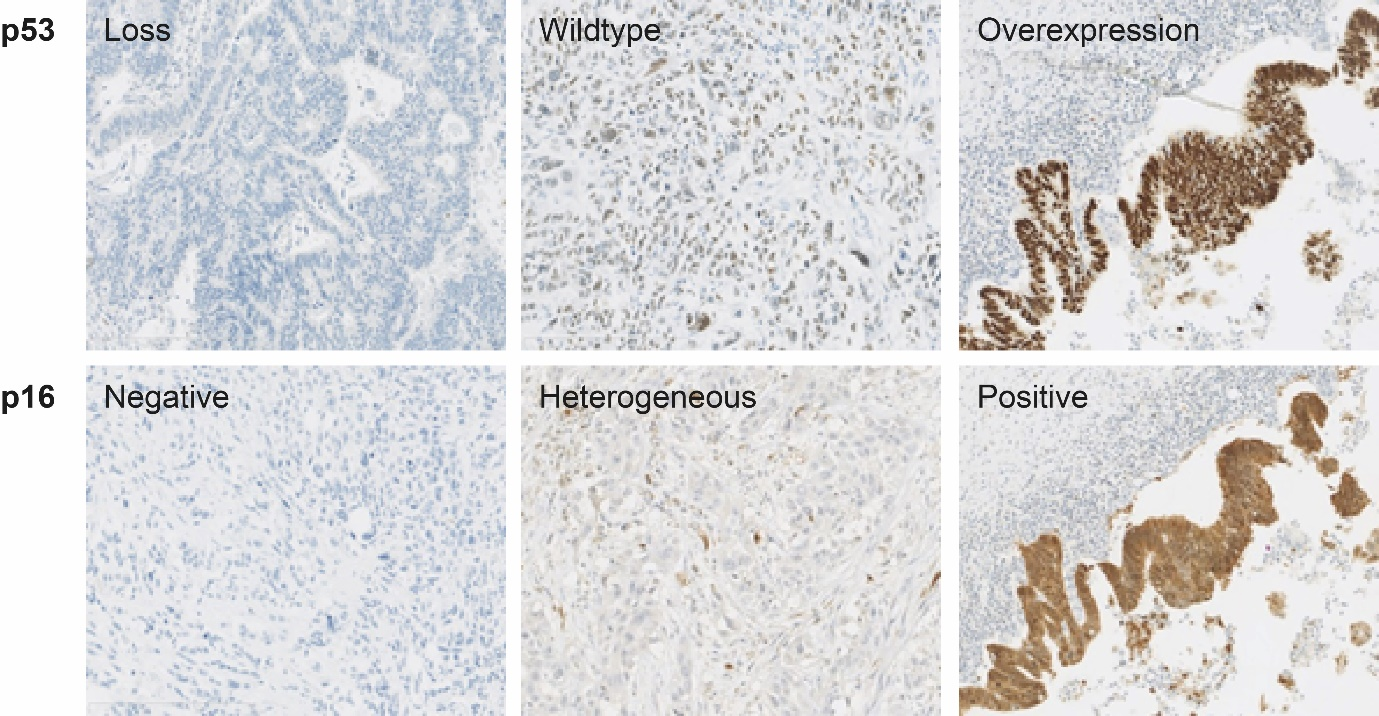 p53
Loss
Wildtype
Overexpression
p16
Negative
Heterogeneous
Positive